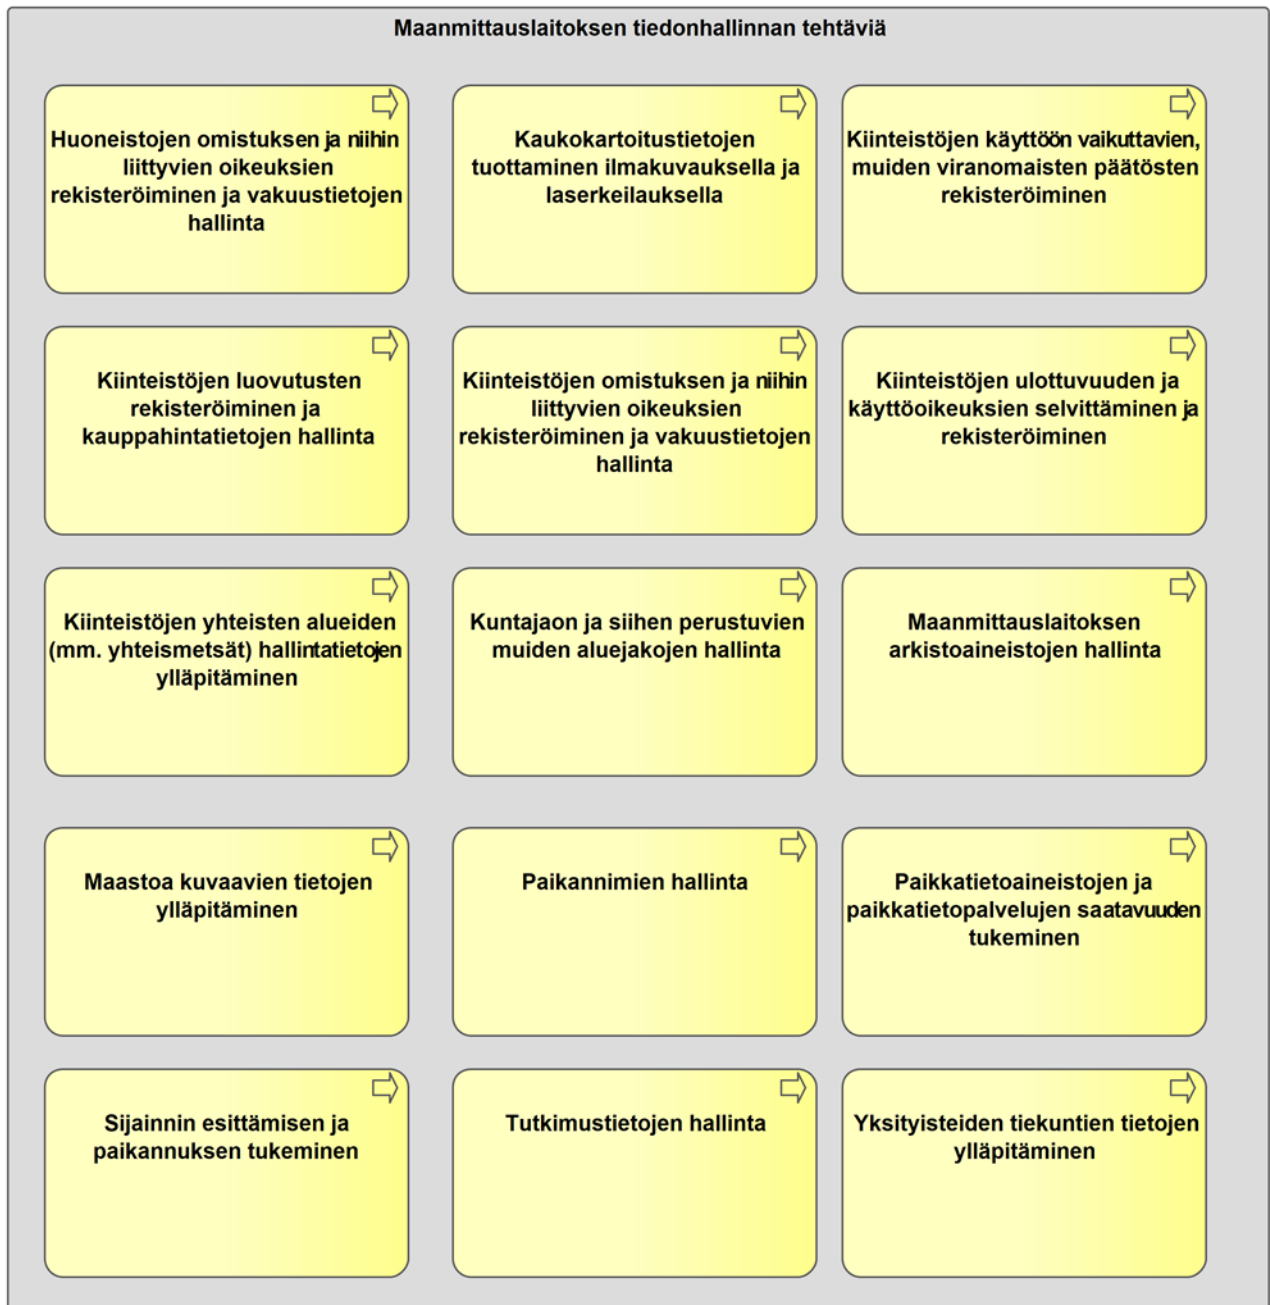 Maanmittauslaitoksen tiedonhallinnan tehtäviä
Huoneistojen omistuksen ja niihin
liittyvien oikeuksien
rekisteröiminen ja vakuustietojen
hallinta
Kaukokartoitustietojen
tuottaminen ilmakuvauksella ja
laserkeilauksella
Kiinteistöjen käyttöön vaikuttavien,
muiden viranomaisten päätösten
rekisteröiminen
Kiinteistöjen luovutusten
rekisteröiminen ja
kauppahintatietojen hallinta
Kiinteistöjen omistuksen ja niihin
liittyvien oikeuksien
rekisteröiminen ja vakuustietojen
hallinta
Kiinteistöjen ulottuvuuden ja
käyttöoikeuksien selvittäminen ja
rekisteröiminen
Kiinteistöjen yhteisten alueiden
(mm. yhteismetsät) hallintatietojen
ylläpitäminen
Kuntajaon ja siihen perustuvien
muiden aluejakojen hallinta
Maanmittauslaitoksen
arkistoaineistojen hallinta
Maastoa kuvaavien tietojen
ylläpitäminen
Paikannimien hallinta
Paikkatietoaineistojen ja
paikkatietopalvelujen saatavuuden
tukeminen
Sijainnin esittämisen ja
paikannuksen tukeminen
Tutkimustietojen hallinta
Yksityisteiden tiekuntien tietojen
ylläpitäminen